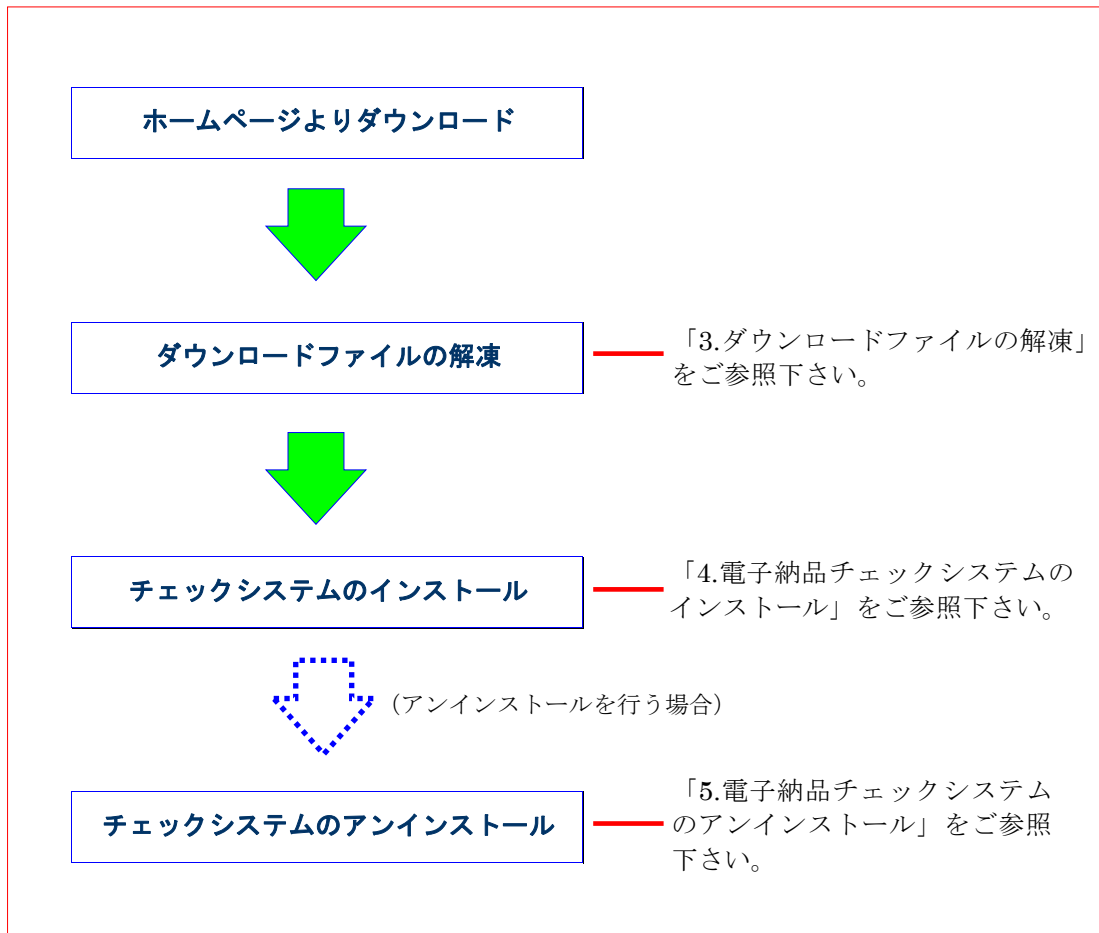 ホームページよりダウンロード
ダウンロードファイルの解凍
「3.ダウンロードファイルの解凍」
をご参照下さい。
チェックシステムのインストール
「4.電子納品チェックシステムの
インストール」をご参照下さい。
（アンインストールを行う場合）
チェックシステムのアンインストール
「5.電子納品チェックシステム
のアンインストール」をご参照
下さい。